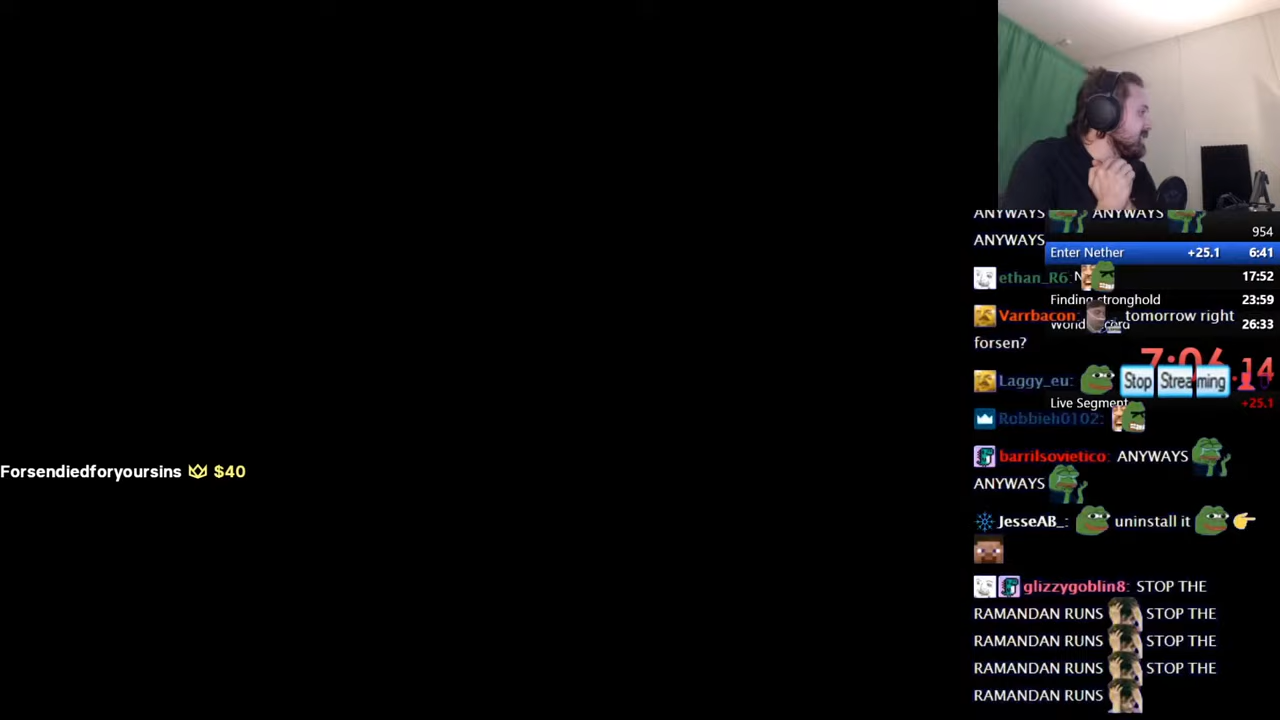 ANYWAYS ANYWAYS
954
ANYWAYS
Enter Nether +25.1 6:41
ethan_R6: N 17:52
Finding stronghold 23:59
Varrbacon: tomorrow right
World Record 26:33
forsen?
7:06.14
Laggy_eu: Stop Streaming
Live Segment +25.1
Robbieh0102:
barrilsovietico: ANYWAYS
ANYWAYS
Forsendiedforyoursins $40
JesseAB_: uninstall it
glizzygoblin8: STOP THE
RAMANDAN RUNS STOP THE
RAMANDAN RUNS STOP THE
RAMANDAN RUNS STOP THE
RAMANDAN RUNS